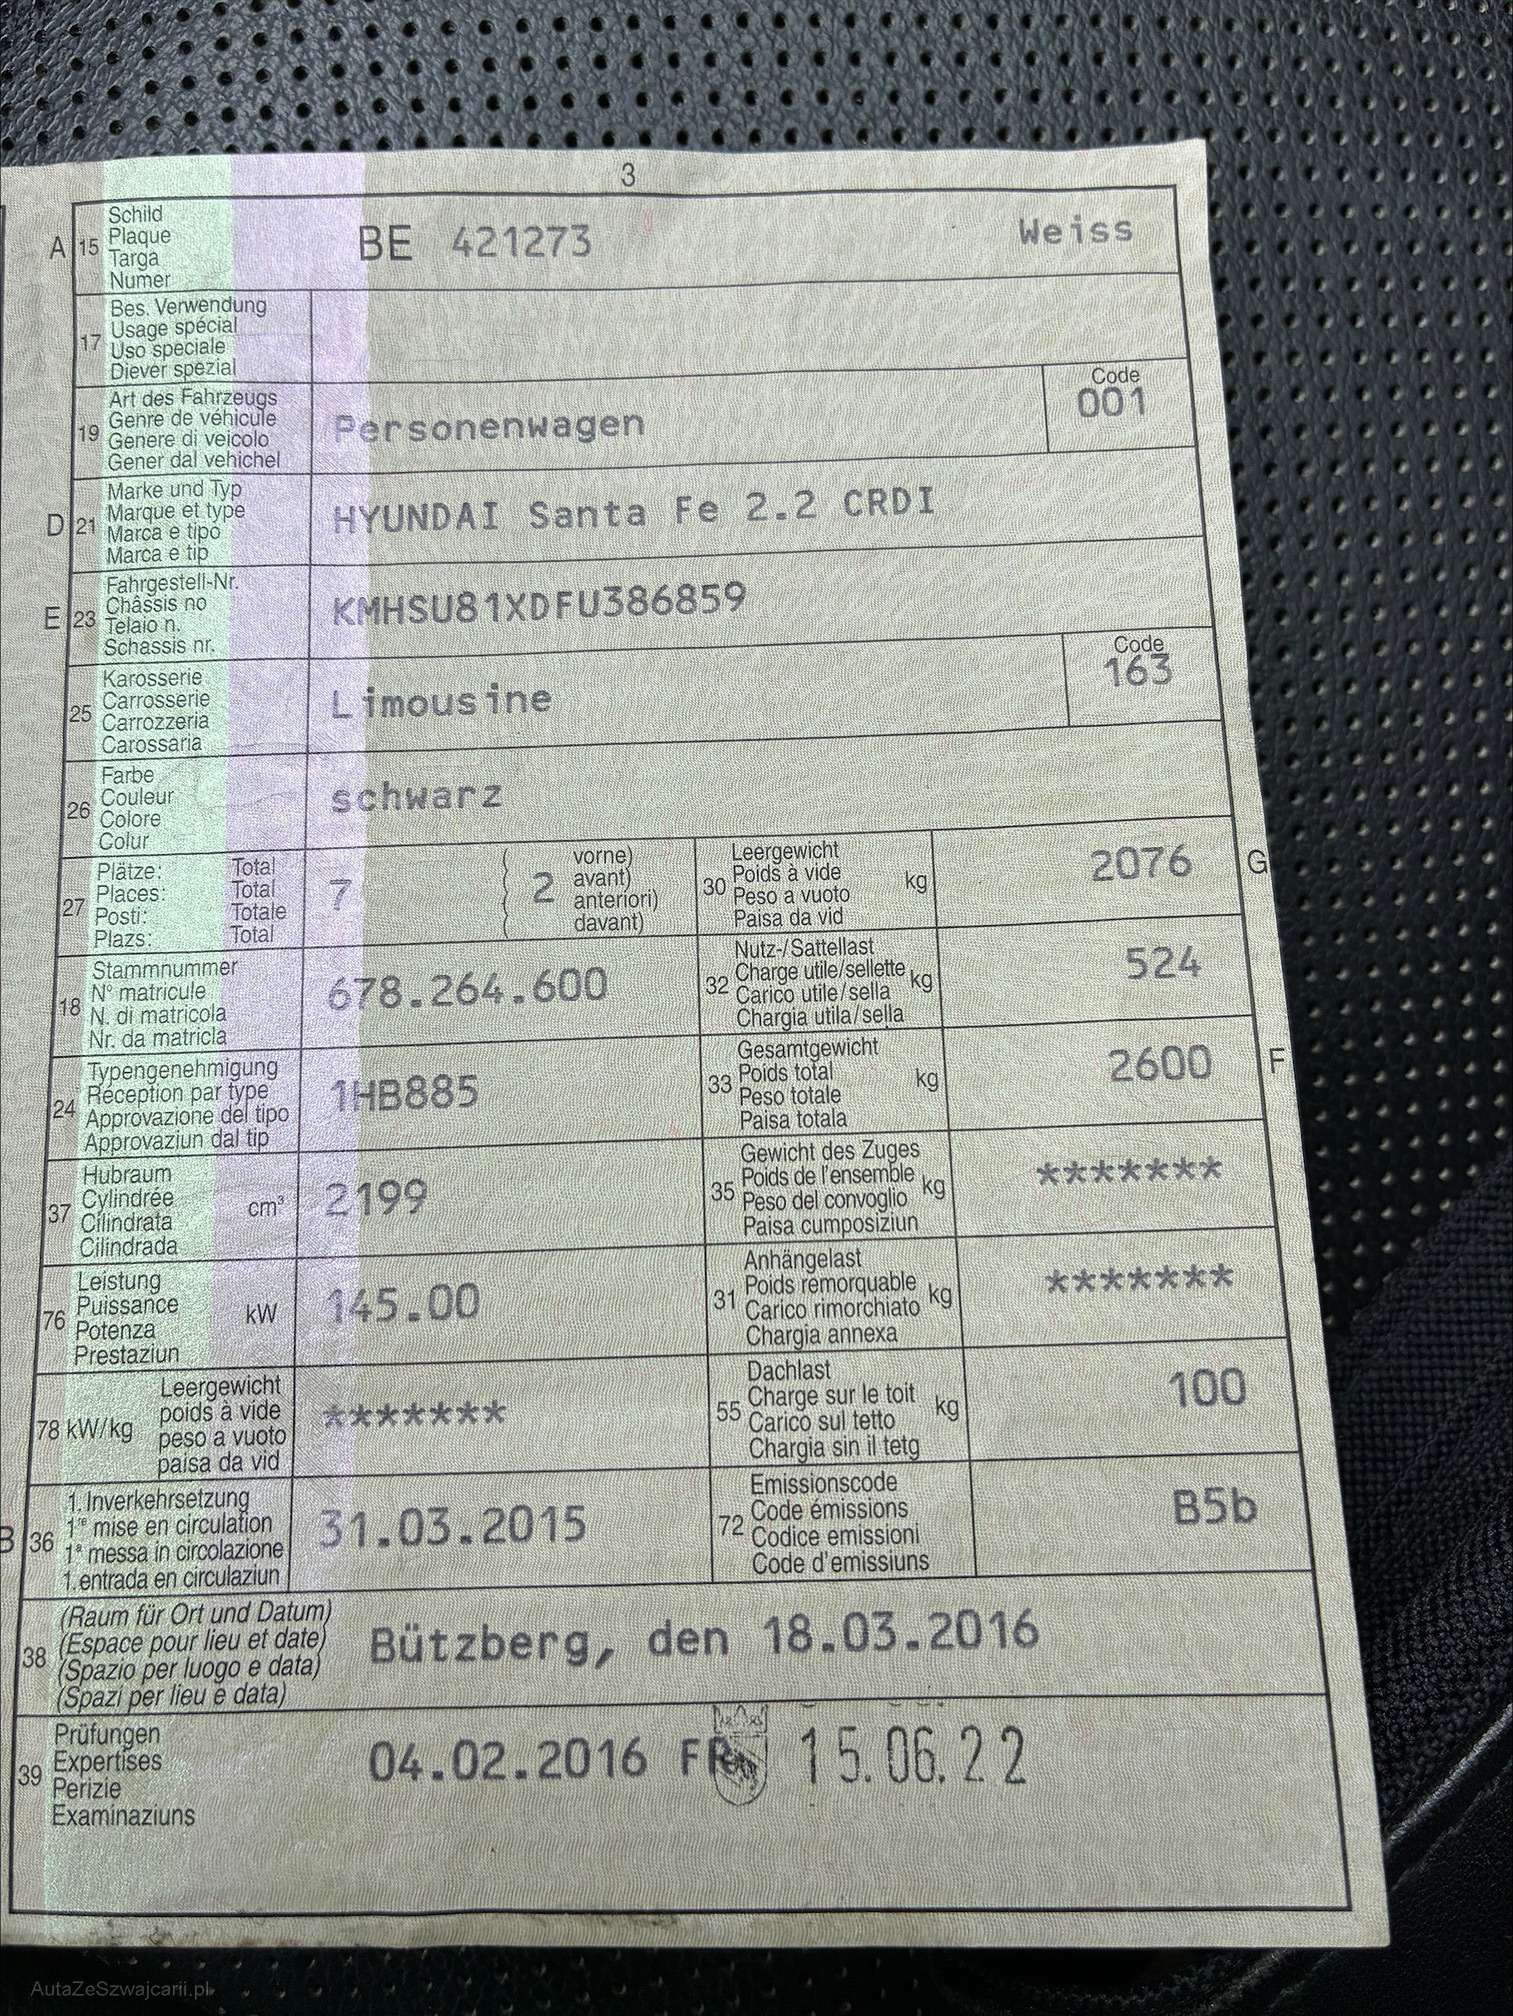 3
A 15 Schild
Plaque
Targa
Numer
BE 421273 Weiss
17 Bes. Verwendung
Usage spécial
Uso speciale
Diever spezial
19 Art des Fahrzeugs
Genre de véhicule
Genere di veicolo
Gener dal vehichel
Personenwagen
Code
001
D 21 Marke und Typ
Marque et type
Marca e tipo
Marca e tip
HYUNDAI Santa Fe 2.2 CRDI
E 23 Fahrgestell-Nr.
Châssis no
Telaio n.
Schassis nr.
KMHSU81XDFU386859
25 Karosserie
Carrosserie
Carrozzeria
Carossaria
Limousine
Code
163
26 Farbe
Couleur
Colore
Colur
schwarz
27 Plätze: Total
Places: Total
Posti: Totale
Plazs: Total
7 2
vorne)
avant)
anteriori)
davant)
30 Leergewicht
Poids à vide
Peso a vuoto
Paisa da vid
kg 2076 G
18 Stammnummer
N° matricule
N. di matricola
Nr. da matricla
678.264.600
32 Nutz-/Sattellast
Charge utile/sellette
Carico utile/sella
Chargia utila/sella
kg 524
24 Typengenehmigung
Réception par type
Approvazione del tipo
Approvaziun dal tip
1HB885
33 Gesamtgewicht
Poids total
Peso totale
Paisa totala
kg 2600 F
37 Hubraum
Cylindrée
Cilindrata
Cilindrada
cm³ 2199
35 Gewicht des Zuges
Poids de l'ensemble
Peso del convoglio
Paisa cumposiziun
kg *******
76 Leistung
Puissance
Potenza
Prestaziun
kW 145.00
31 Anhängelast
Poids remorquable
Carico rimorchiato
Chargia annexa
kg *******
78 kW/kg Leergewicht
poids à vide
peso a vuoto
paisa da vid
*******
55 Dachlast
Charge sur le toit
Carico sul tetto
Chargia sin il tetg
kg 100
B 36 1. Inverkehrsetzung
1re mise en circulation
1a messa in circolazione
1. entrada en circulaziun
31.03.2015
72 Emissionscode
Code émissions
Codice emissioni
Code d'emissiuns
B5b
38 (Raum für Ort und Datum)
(Espace pour lieu et date)
(Spazio per luogo e data)
(Spazi per lieu e data)
Bützberg, den 18.03.2016
39 Prüfungen
Expertises
Perizie
Examinaziuns
04.02.2016 FR 15.06.22
AutaZeSzwajcarii.pl